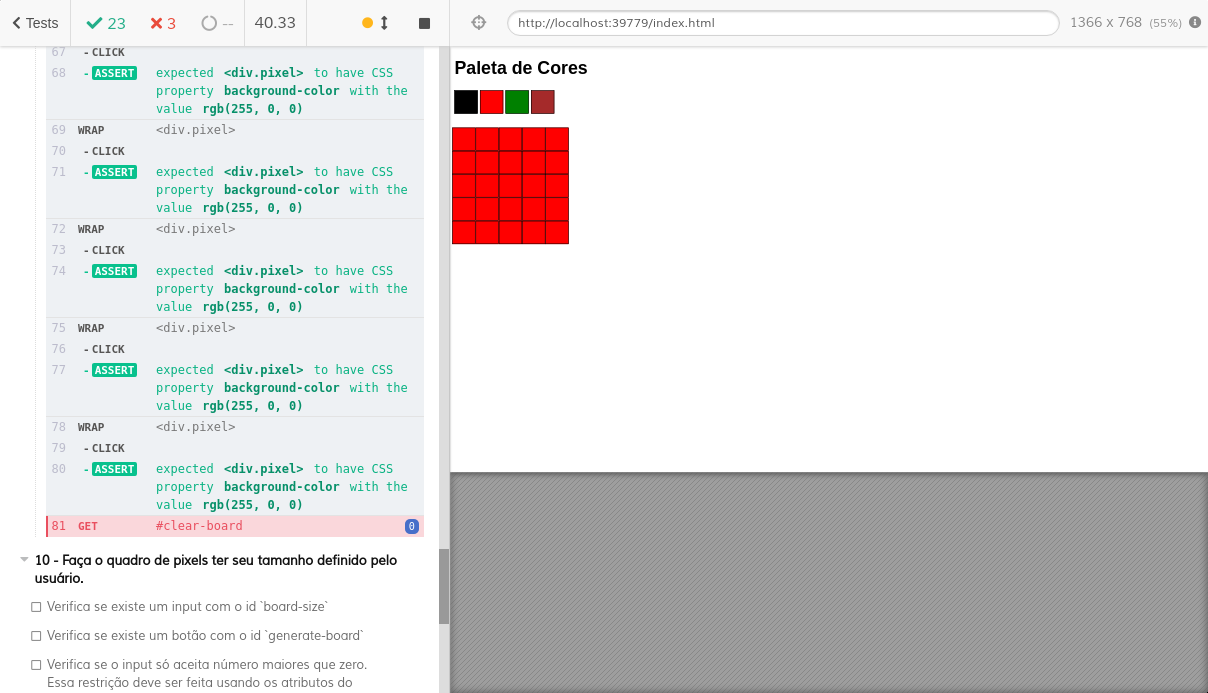 Tests 23 3 -- 40.33 http://localhost:39779/index.html 1366 x 768 (55%)
67 - CLICK
68 - ASSERT expected <div.pixel> to have CSS
property background-color with the
value rgb(255, 0, 0)
69 WRAP <div.pixel>
70 - CLICK
71 - ASSERT expected <div.pixel> to have CSS
property background-color with the
value rgb(255, 0, 0)
72 WRAP <div.pixel>
73 - CLICK
74 - ASSERT expected <div.pixel> to have CSS
property background-color with the
value rgb(255, 0, 0)
75 WRAP <div.pixel>
76 - CLICK
77 - ASSERT expected <div.pixel> to have CSS
property background-color with the
value rgb(255, 0, 0)
78 WRAP <div.pixel>
79 - CLICK
80 - ASSERT expected <div.pixel> to have CSS
property background-color with the
value rgb(255, 0, 0)
81 GET #clear-board 0
10 - Faça o quadro de pixels ter seu tamanho definido pelo
usuário.
Verifica se existe um input com o id `board-size`
Verifica se existe um botão com o id `generate-board`
Verifica se o input só aceita número maiores que zero.
Essa restrição deve ser feita usando os atributos do
Paleta de Cores